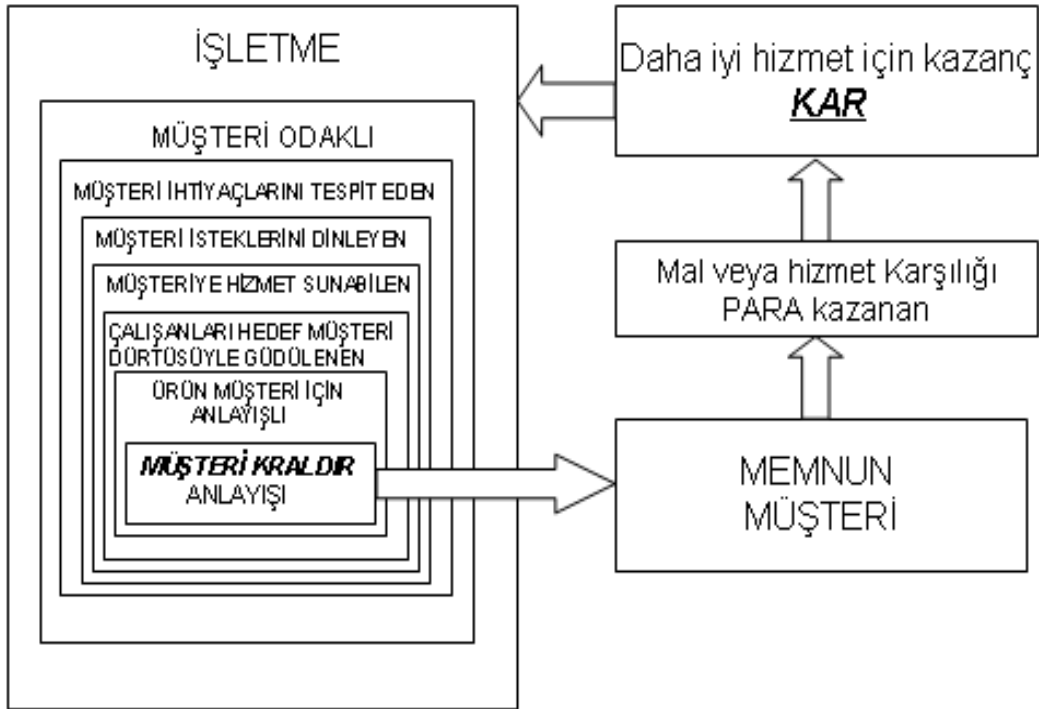 İŞLETME
MÜŞTERİ ODAKLI
MÜŞTERİ İHTİYAÇLARINI TESPİT EDEN
MÜŞTERİ İSTEKLERİNİ DİNLEYEN
MÜŞTERİYE HİZMET SUNABİLEN
ÇALIŞANLARI HEDEF MÜŞTERİ
DÜRTÜSÜYLE GÜDÜLENEN
ÜRÜN MÜŞTERİ İÇİN
ANLAYIŞLI
MÜŞTERİ KRALDIR
ANLAYIŞI
MEMNUN
MÜŞTERİ
Mal veya hizmet Karşılığı
PARA kazanan
Daha iyi hizmet için kazanç
KAR